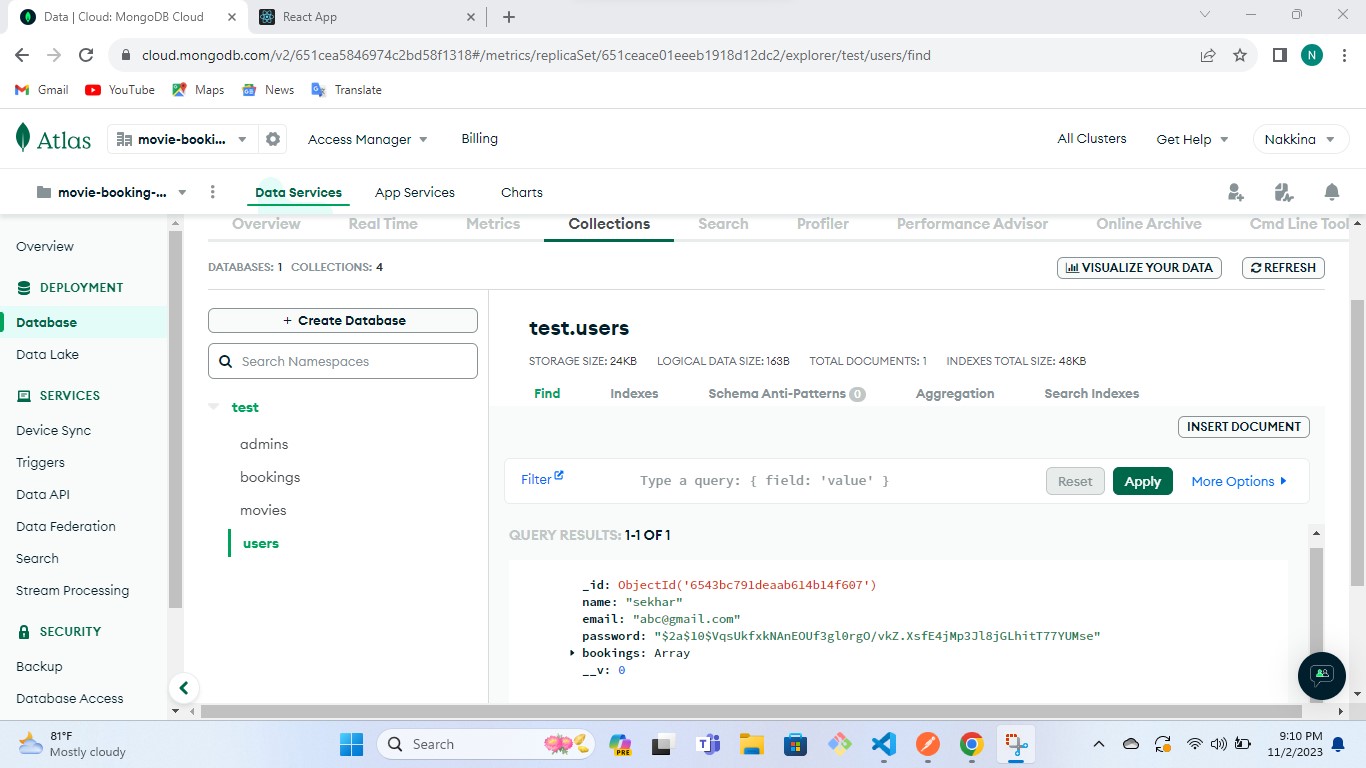 Data | Cloud: MongoDB Cloud
React App
cloud.mongodb.com/v2/651cea5846974c2bd58f1318#/metrics/replicaSet/651ceace01eeeb1918d12dc2/explorer/test/users/find
N
Gmail YouTube Maps News Translate
Atlas movie-booki... Access Manager Billing All Clusters Get Help Nakkina
movie-booking-... Data Services App Services Charts
Overview Real Time Metrics Collections Search Profiler Performance Advisor Online Archive Cmd Line Tool
Overview
DEPLOYMENT
Database
Data Lake
SERVICES
Device Sync
Triggers
Data API
Data Federation
Search
Stream Processing
SECURITY
Backup
Database Access
DATABASES: 1 COLLECTIONS: 4
VISUALIZE YOUR DATA REFRESH
+ Create Database
Search Namespaces
test
admins
bookings
movies
users
test.users
STORAGE SIZE: 24KB LOGICAL DATA SIZE: 163B TOTAL DOCUMENTS: 1 INDEXES TOTAL SIZE: 48KB
Find Indexes Schema Anti-Patterns 0 Aggregation Search Indexes
INSERT DOCUMENT
Filter Type a query: { field: 'value' } Reset Apply More Options
QUERY RESULTS: 1-1 OF 1
_id: ObjectId('6543bc791deaab614b14f607')
name: "sekhar"
email: "abc@gmail.com"
password: "$2a$10$VqsUkfxkNAnEOUf3gl0rgO/vkZ.XsfE4jMp3Jl8jGLhitT77YUMse"
bookings: Array
__v: 0
81°F
Mostly cloudy
Search
PRE
9:10 PM
11/2/2023